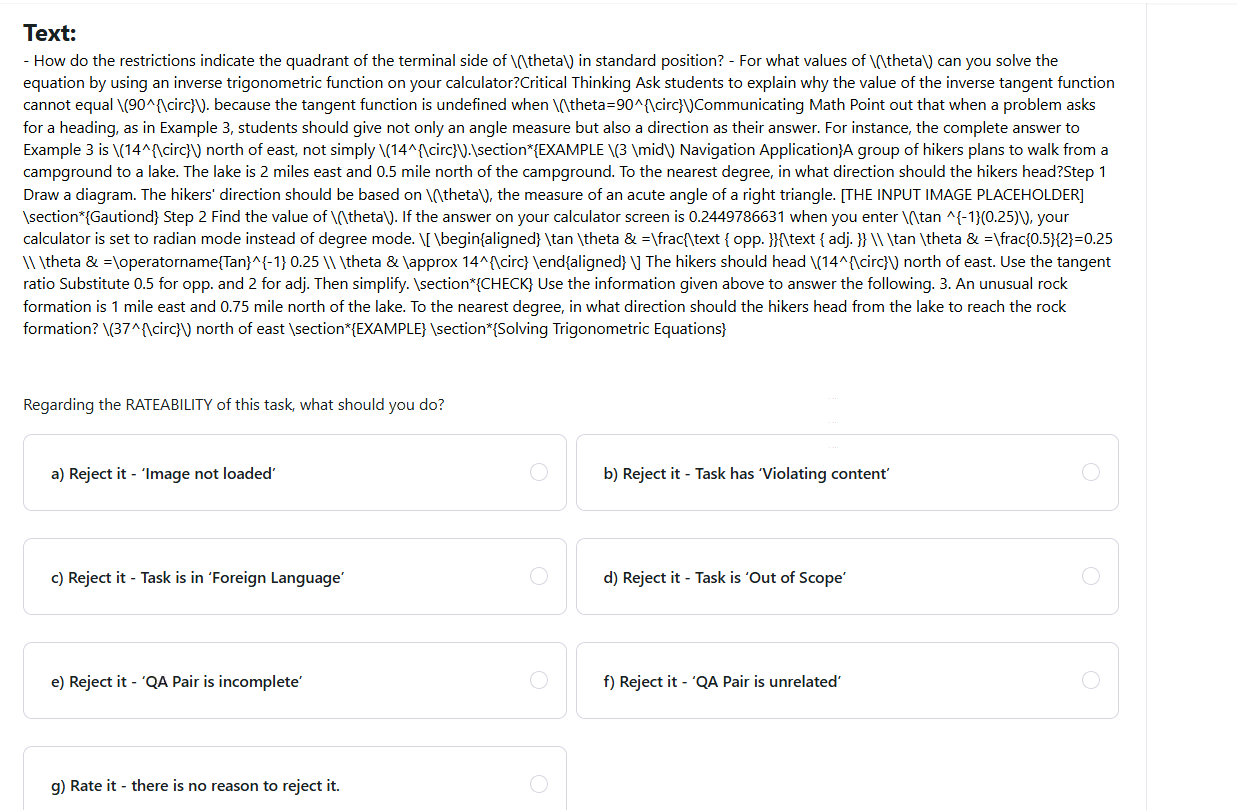 Text:
- How do the restrictions indicate the quadrant of the terminal side of \(\theta\) in standard position? - For what values of \(\theta\) can you solve the
equation by using an inverse trigonometric function on your calculator?Critical Thinking Ask students to explain why the value of the inverse tangent function
cannot equal \(90^{\circ}\). because the tangent function is undefined when \(\theta=90^{\circ}\)Communicating Math Point out that when a problem asks
for a heading, as in Example 3, students should give not only an angle measure but also a direction as their answer. For instance, the complete answer to
Example 3 is \(14^{\circ}\) north of east, not simply \(14^{\circ}\).\section*{EXAMPLE \(3 \mid\) Navigation Application}A group of hikers plans to walk from a
campground to a lake. The lake is 2 miles east and 0.5 mile north of the campground. To the nearest degree, in what direction should the hikers head?Step 1
Draw a diagram. The hikers' direction should be based on \(\theta\), the measure of an acute angle of a right triangle. [THE INPUT IMAGE PLACEHOLDER]
\section*{Gautiond} Step 2 Find the value of \(\theta\). If the answer on your calculator screen is 0.2449786631 when you enter \(\tan ^{-1}(0.25)\), your
calculator is set to radian mode instead of degree mode. \[ \begin{aligned} \tan \theta & =\frac{\text { opp. }}{\text { adj. }} \\ \tan \theta & =\frac{0.5}{2}=0.25
\\ \theta & =\operatorname{Tan}^{-1} 0.25 \\ \theta & \approx 14^{\circ} \end{aligned} \] The hikers should head \(14^{\circ}\) north of east. Use the tangent
ratio Substitute 0.5 for opp. and 2 for adj. Then simplify. \section*{CHECK} Use the information given above to answer the following. 3. An unusual rock
formation is 1 mile east and 0.75 mile north of the lake. To the nearest degree, in what direction should the hikers head from the lake to reach the rock
formation? \(37^{\circ}\) north of east \section*{EXAMPLE} \section*{Solving Trigonometric Equations}
Regarding the RATEABILITY of this task, what should you do?
a) Reject it - ‘Image not loaded’
b) Reject it - Task has ‘Violating content’
c) Reject it - Task is in ‘Foreign Language’
d) Reject it - Task is ‘Out of Scope’
e) Reject it - ‘QA Pair is incomplete’
f) Reject it - ‘QA Pair is unrelated’
g) Rate it - there is no reason to reject it.